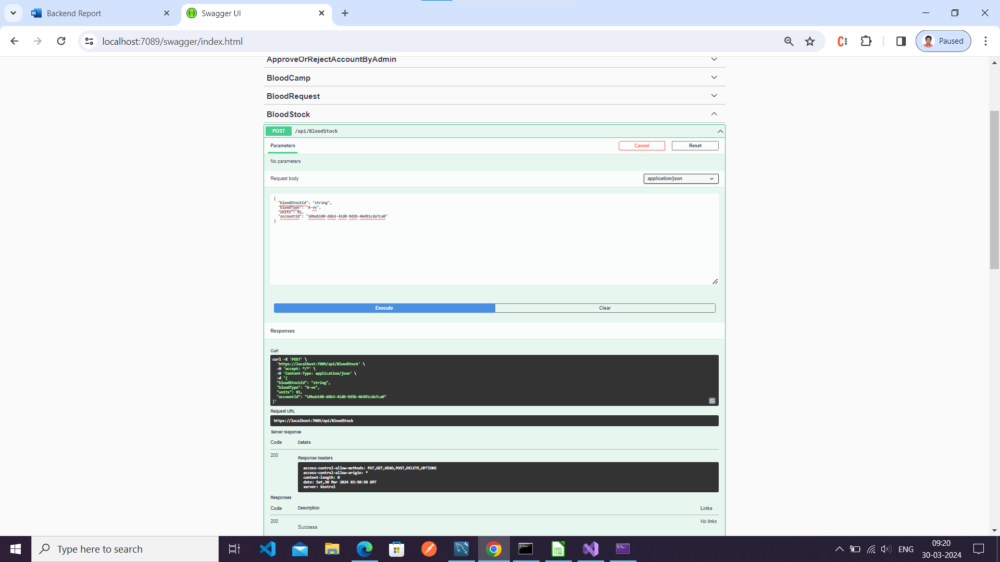 Backend Report
Swagger UI
localhost:7089/swagger/index.html
Paused
ApproveOrRejectAccountByAdmin
BloodCamp
BloodRequest
BloodStock
POST /api/BloodStock
Parameters
Cancel
Reset
No parameters
Request body
application/json
{
"bloodStockId": "string",
"bloodType": "A-ve",
"units": 81,
"accountId": "10bab100-d6b3-41d0-9d3b-46491cda7ca0"
}
Execute
Clear
Responses
Curl
curl -X 'POST' \
'https://localhost:7089/api/BloodStock' \
-H 'accept: */*' \
-H 'Content-Type: application/json' \
-d '{
"bloodStockId": "string",
"bloodType": "A-ve",
"units": 81,
"accountId": "10bab100-d6b3-41d0-9d3b-46491cda7ca0"
}'
Request URL
https://localhost:7089/api/BloodStock
Server response
Code Details
200
Response headers
access-control-allow-methods: PUT,GET,HEAD,POST,DELETE,OPTIONS
access-control-allow-origin: *
content-length: 0
date: Sat,30 Mar 2024 03:50:30 GMT
server: Kestrel
Responses
Code Description Links
200 No links
Success
Type here to search
ENG
09:20
30-03-2024